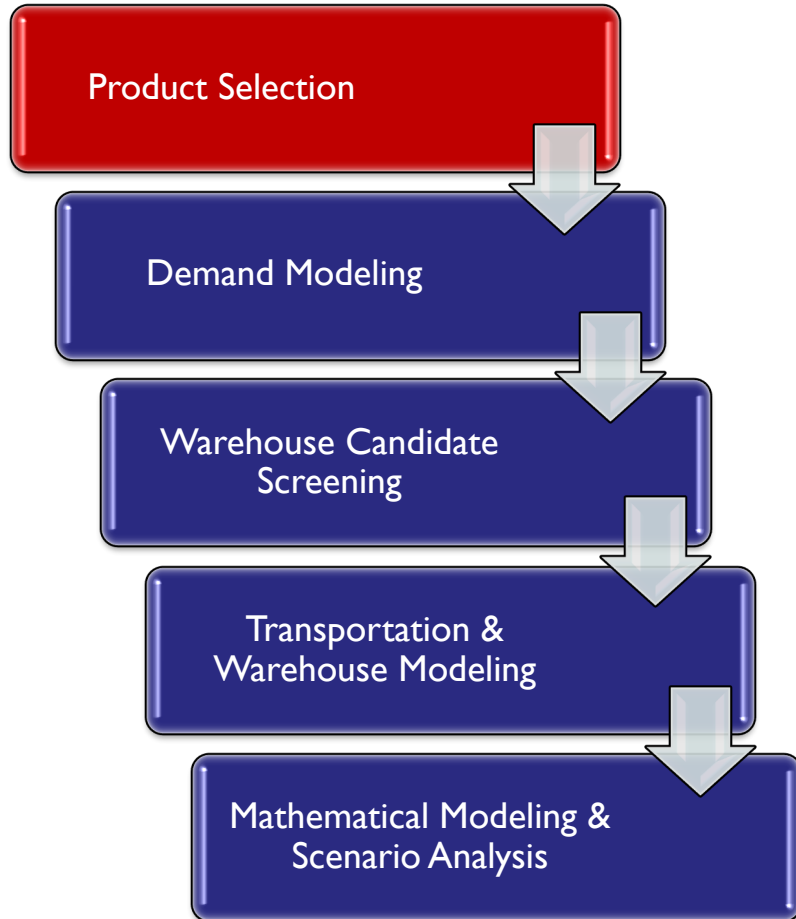 Product Selection
Demand Modeling
Warehouse Candidate
Screening
Transportation &
Warehouse Modeling
Mathematical Modeling &
Scenario Analysis